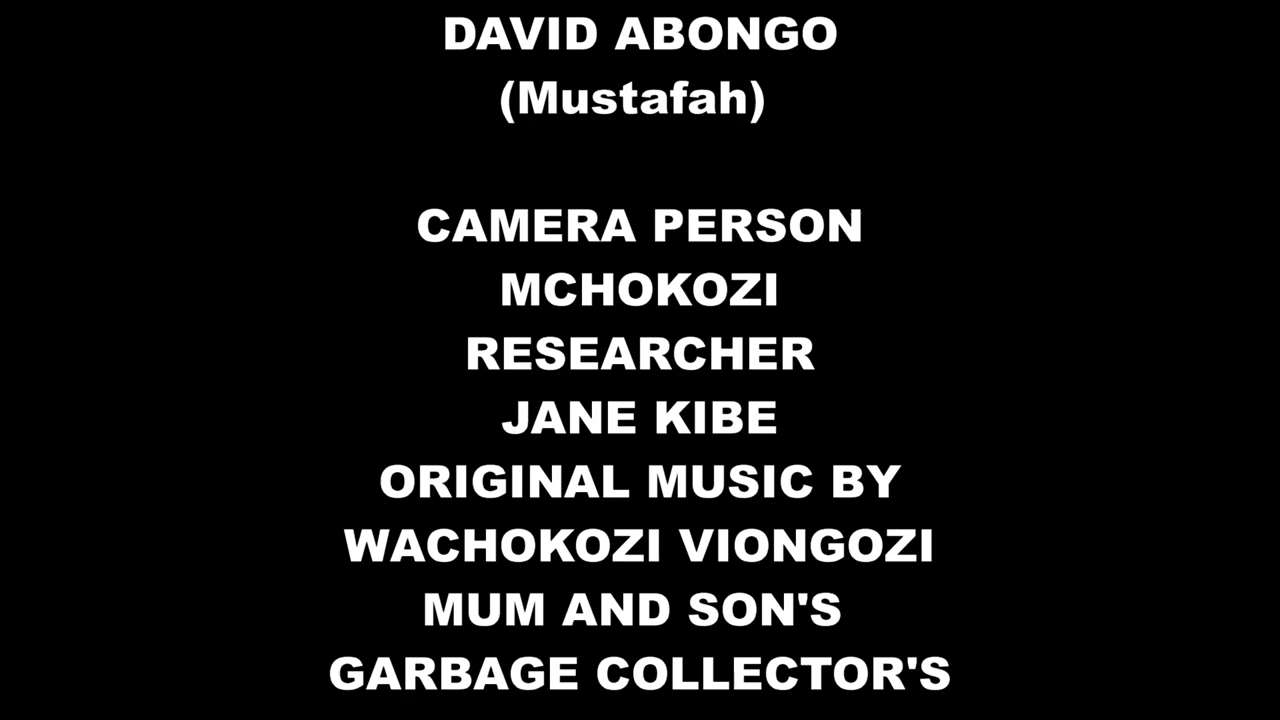 DAVID ABONGO
(Mustafah)
CAMERA PERSON
MCHOKOZI
RESEARCHER
JANE KIBE
ORIGINAL MUSIC BY
WACHOKOZI VIONGOZI
MUM AND SON'S
GARBAGE COLLECTOR'S